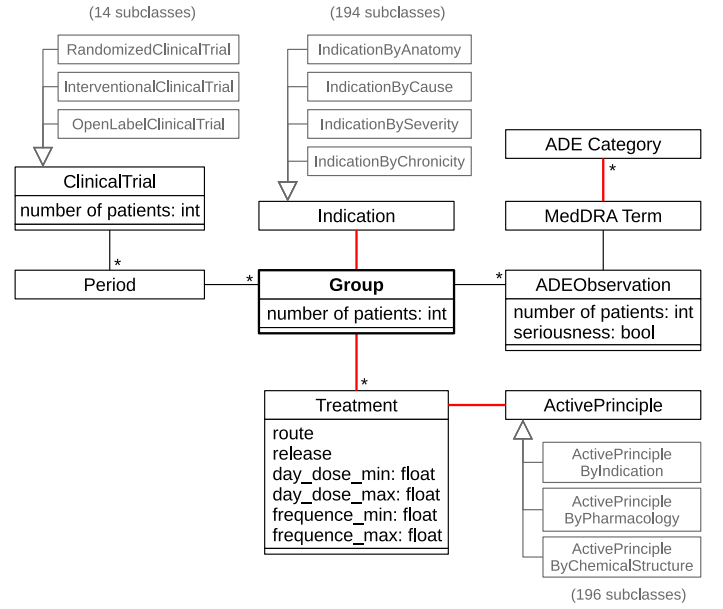 (14 subclasses)
RandomizedClinicalTrial
InterventionalClinicalTrial
OpenLabelClinicalTrial
ClinicalTrial
number of patients: int
*
Period
*
(194 subclasses)
IndicationByAnatomy
IndicationByCause
IndicationBySeverity
IndicationByChronicity
Indication
Group
number of patients: int
*
*
ADE Category
*
MedDRA Term
ADEObservation
number of patients: int
seriousness: bool
Treatment
route
release
day_dose_min: float
day_dose_max: float
frequence_min: float
frequence_max: float
ActivePrinciple
ActivePrinciple
ByIndication
ActivePrinciple
ByPharmacology
ActivePrinciple
ByChemicalStructure
(196 subclasses)